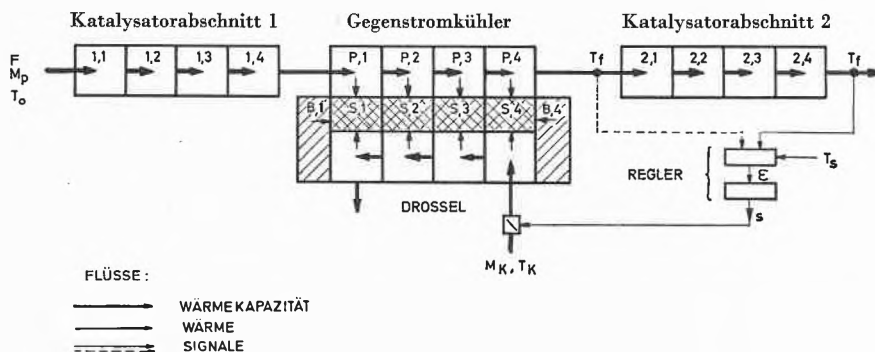 Katalysatorabschnitt 1
Gegenstromkühler
Katalysatorabschnitt 2
F
Mp
To
1,1 1,2 1,3 1,4
P,1 P,2 P,3 P,4
Tf
2,1 2,2 2,3 2,4
Tf
B,1 S,1 S,2 S,3 S,4 B,4
REGLER
Ts
ε
s
DROSSEL
MK, TK
FLÜSSE :
WÄRMEKAPAZITÄT
WÄRME
SIGNALE